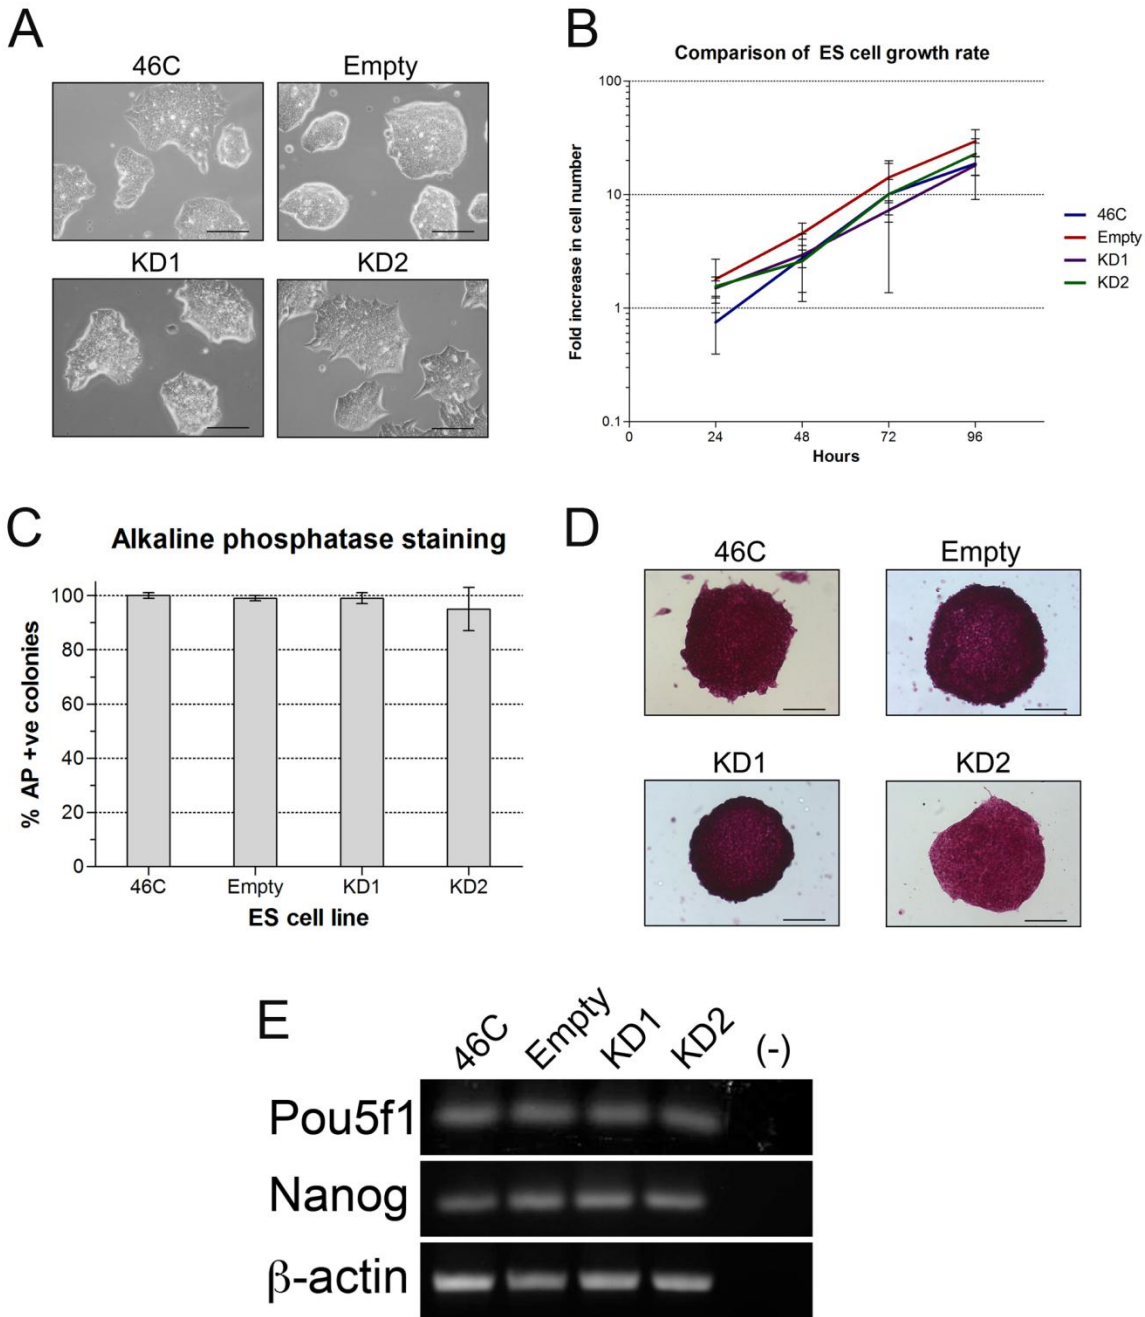 A
46C Empty
KD1 KD2
B
Comparison of ES cell growth rate
Fold increase in cell number
100
10
1
0.1
0 24 48 72 96
Hours
46C
Empty
KD1
KD2
C
Alkaline phosphatase staining
% AP +ve colonies
100
80
60
40
20
0
46C Empty KD1 KD2
ES cell line
D
46C Empty
KD1 KD2
E
46C Empty KD1 KD2 (-)
Pou5f1
Nanog
β-actin